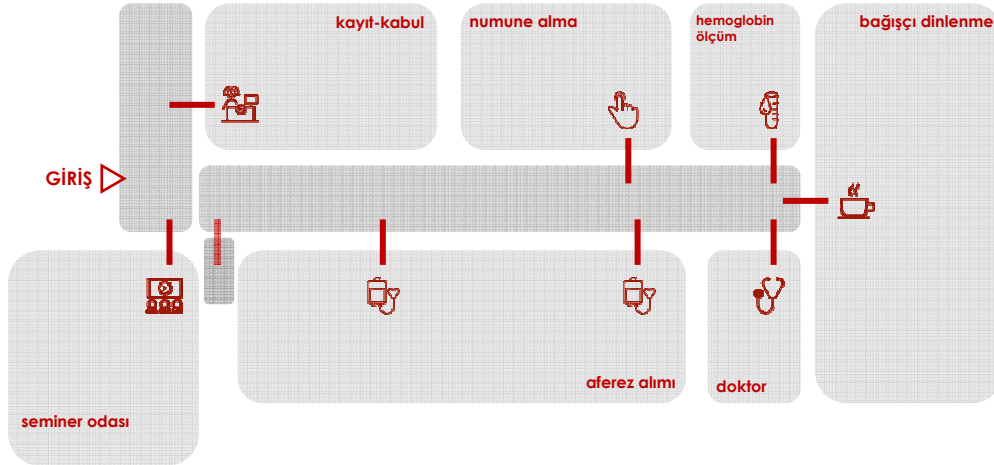 kayıt-kabul
numune alma
hemoglobin
ölçüm
bağışçı dinlenme
GİRİŞ
aferez alımı
doktor
seminer odası